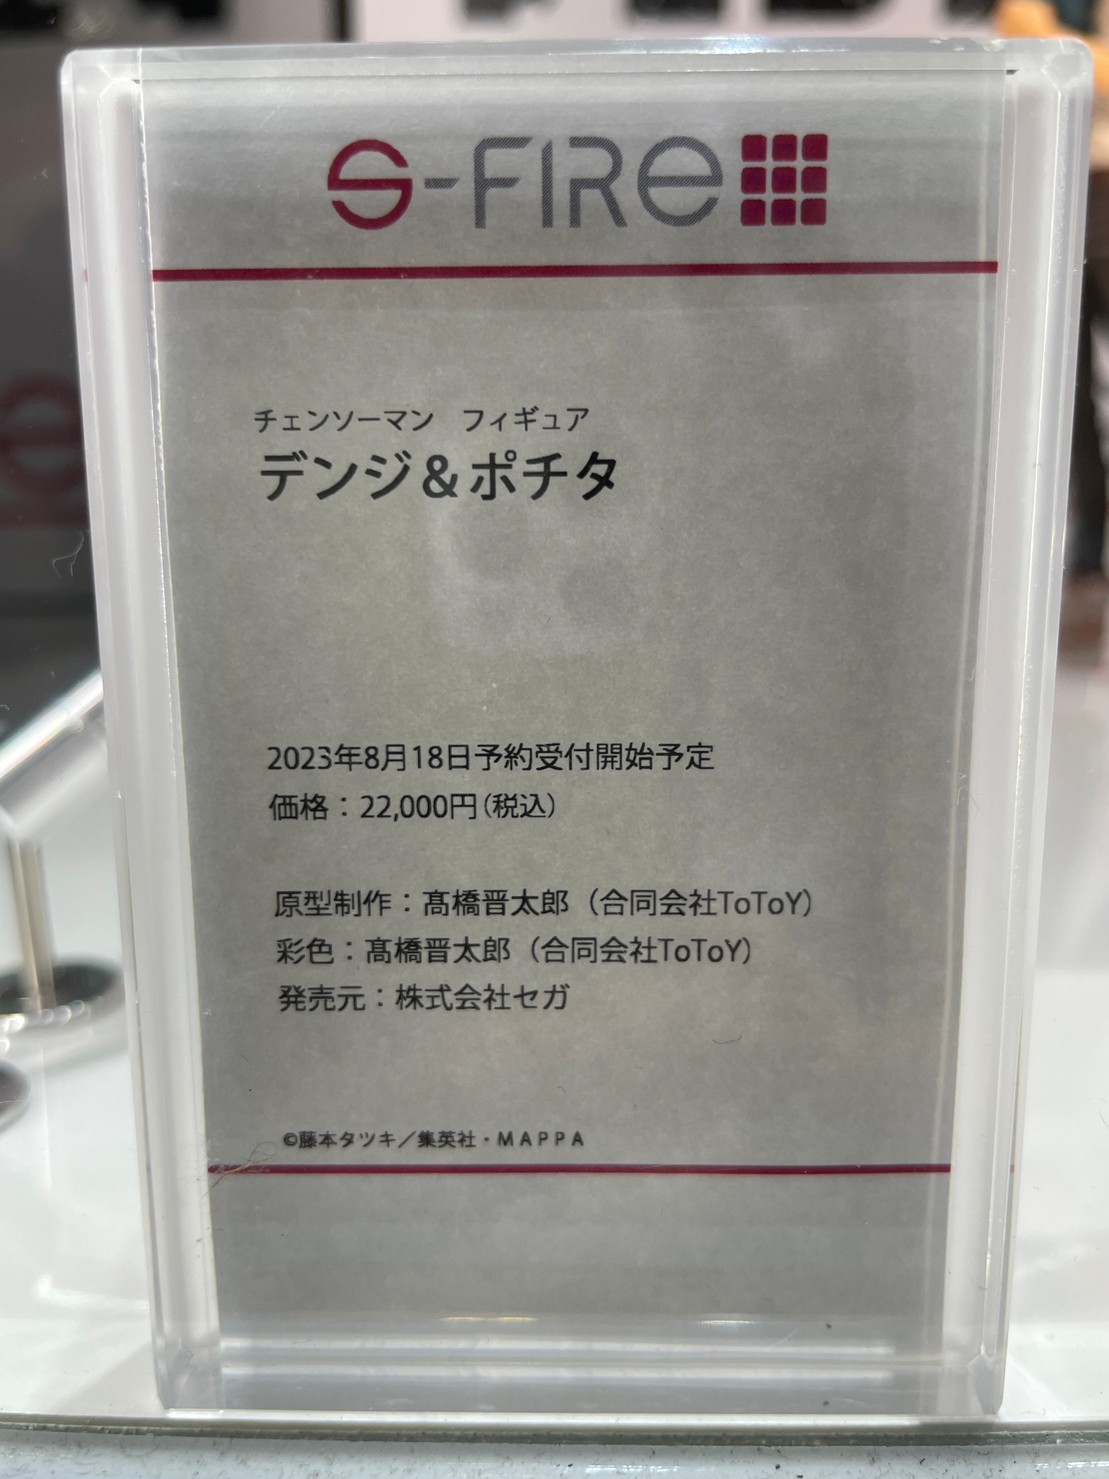 S-FIRE
チェンソーマン フィギュア
デンジ&ポチタ
2023年8月18日予約受付開始予定
価格：22,000円(税込)
原型制作：髙橋晋太郎（合同会社ToToY）
彩色：髙橋晋太郎（合同会社ToToY）
発売元：株式会社セガ
©藤本タツキ／集英社・MAPPA